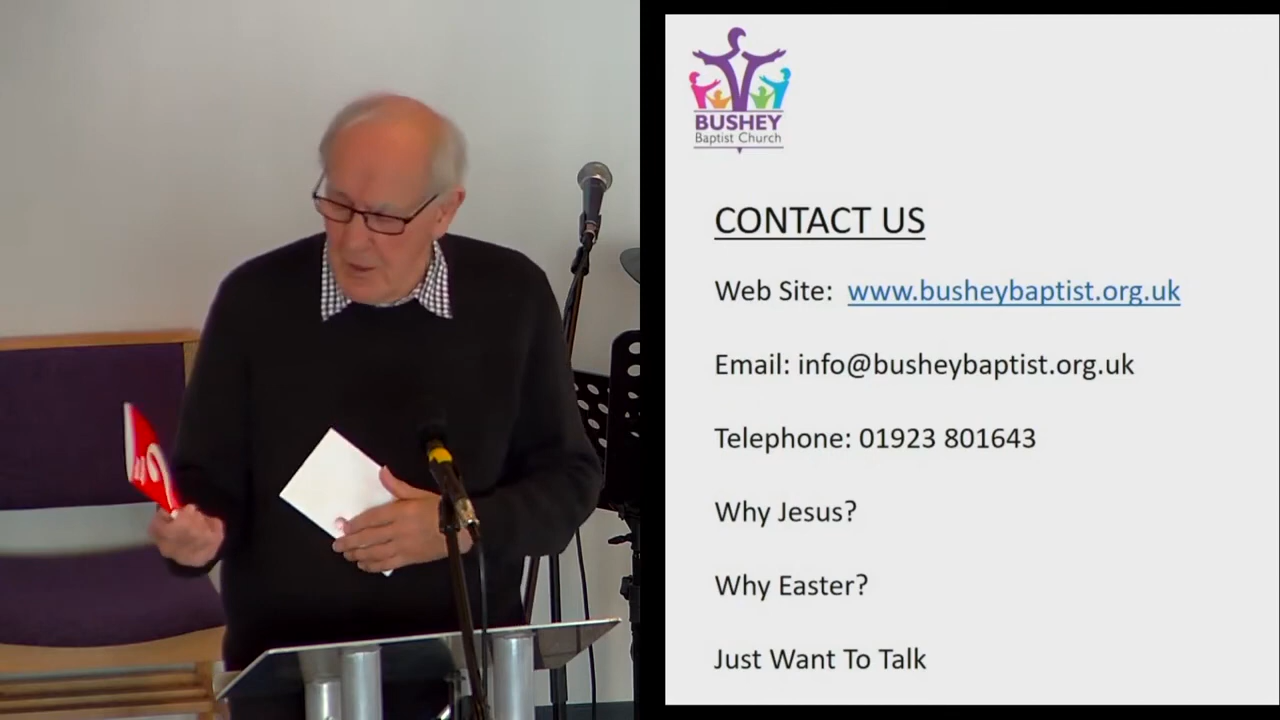 BUSHEY
Baptist Church
CONTACT US
Web Site: www.busheybaptist.org.uk
Email: info@busheybaptist.org.uk
Telephone: 01923 801643
Why Jesus?
Why Easter?
Just Want To Talk